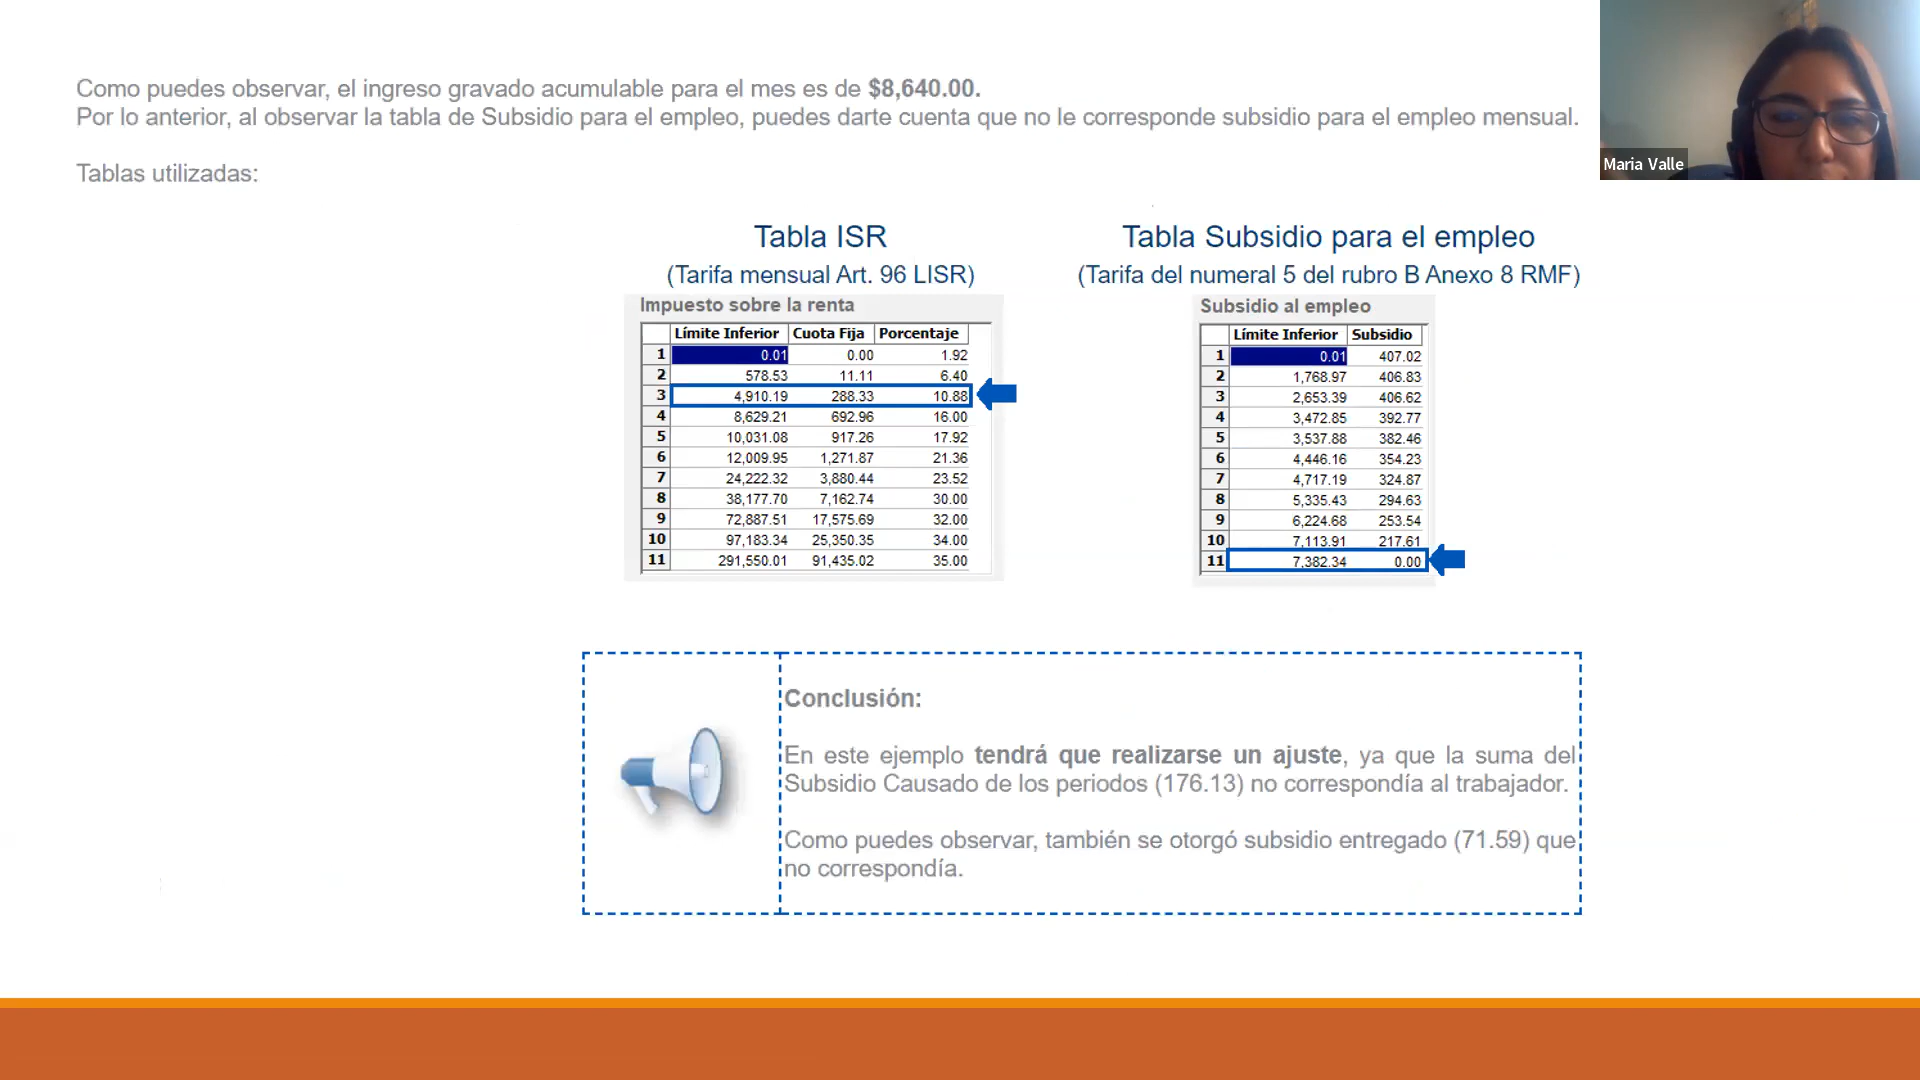 Como puedes observar, el ingreso gravado acumulable para el mes es de $8,640.00.
Por lo anterior, al observar la tabla de Subsidio para el empleo, puedes darte cuenta que no le corresponde subsidio para el empleo mensual.
Maria Valle
Tablas utilizadas:
Tabla ISR
(Tarifa mensual Art. 96 LISR)
Impuesto sobre la renta
Límite Inferior Cuota Fija Porcentaje
1 0.01 0.00 1.92
2 578.53 11.11 6.40
3 4,910.19 288.33 10.88
4 8,629.21 692.96 16.00
5 10,031.08 917.26 17.92
6 12,009.95 1,271.87 21.36
7 24,222.32 3,880.44 23.52
8 38,177.70 7,162.74 30.00
9 72,887.51 17,575.69 32.00
10 97,183.34 25,350.35 34.00
11 291,550.01 91,435.02 35.00
Tabla Subsidio para el empleo
(Tarifa del numeral 5 del rubro B Anexo 8 RMF)
Subsidio al empleo
Límite Inferior Subsidio
1 0.01 407.02
2 1,768.97 406.83
3 2,653.39 406.62
4 3,472.85 392.77
5 3,537.88 382.46
6 4,446.16 354.23
7 4,717.19 324.87
8 5,335.43 294.63
9 6,224.68 253.54
10 7,113.91 217.61
11 7,382.34 0.00
Conclusión:
En este ejemplo tendrá que realizarse un ajuste, ya que la suma del
Subsidio Causado de los periodos (176.13) no correspondía al trabajador.
Como puedes observar, también se otorgó subsidio entregado (71.59) que
no correspondía.